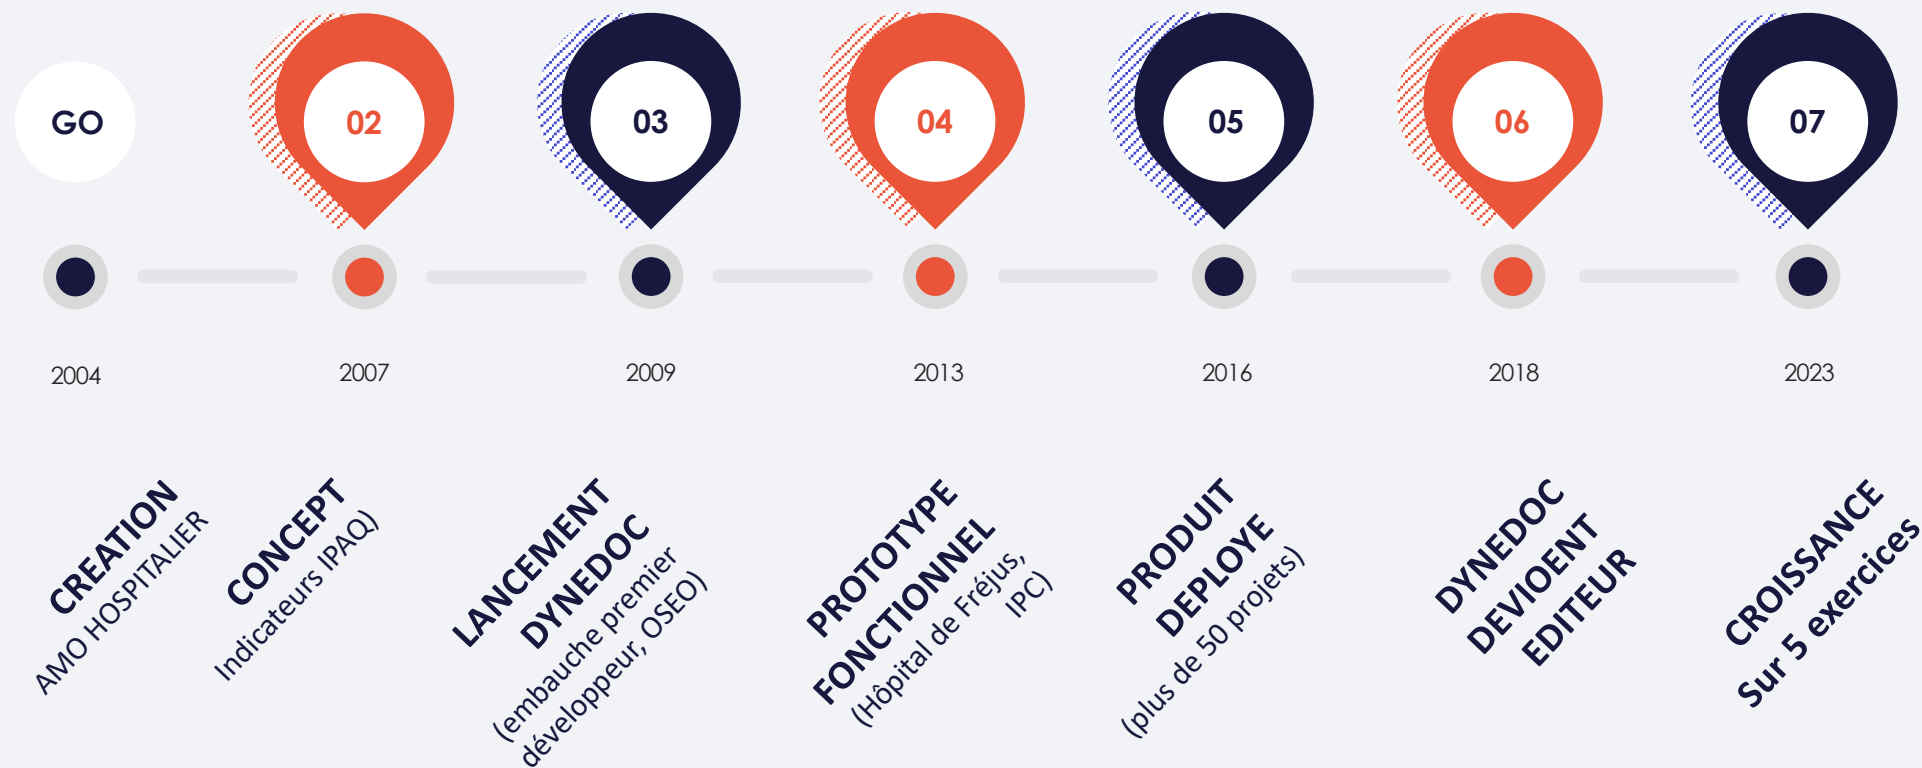 GO
02
03
04
05
06
07
2004
2007
2009
2013
2016
2018
2023
CREATION
AMO HOSPITALIER
CONCEPT
Indicateurs IPAQ)
LANCEMENT
DYNEDOC
(embauche premier
développeur, OSEO)
PROTOTYPE
FONCTIONNEL
(Hôpital de Fréjus,
IPC)
PRODUIT
DEPLOYE
(plus de 50 projets)
DYNEDOC
DEVIOENT
EDITEUR
CROISSANCE
Sur 5 exercices